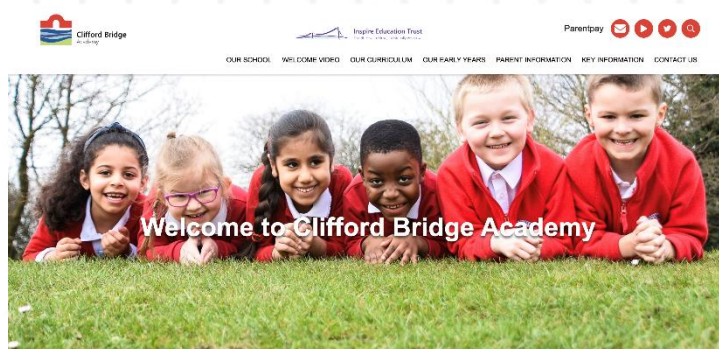 Clifford Bridge
Academy
Inspire Education Trust
Parentpay
OUR SCHOOL WELCOME VIDEO OUR CURRICULUM OUR EARLY YEARS PARENT INFORMATION KEY INFORMATION CONTACT US
Welcome to Clifford Bridge Academy